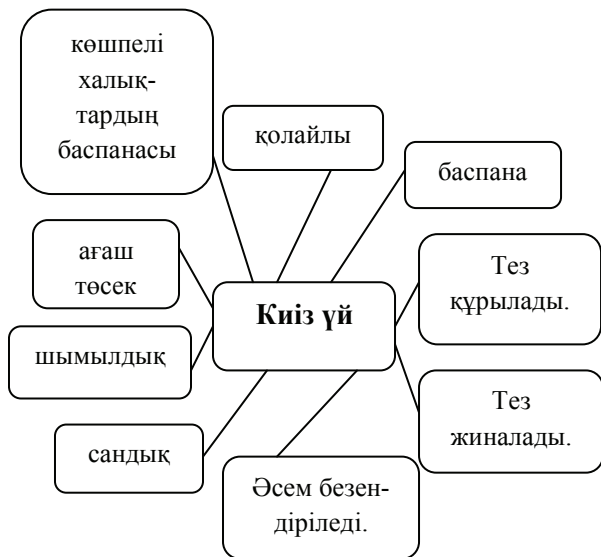 көшпелі
халық-
тардың
баспанасы
қолайлы
баспана
ағаш
төсек
Тез
құрылады.
Киіз үй
шымылдық
Тез
жиналады.
сандық
Әсем безен-
діріледі.